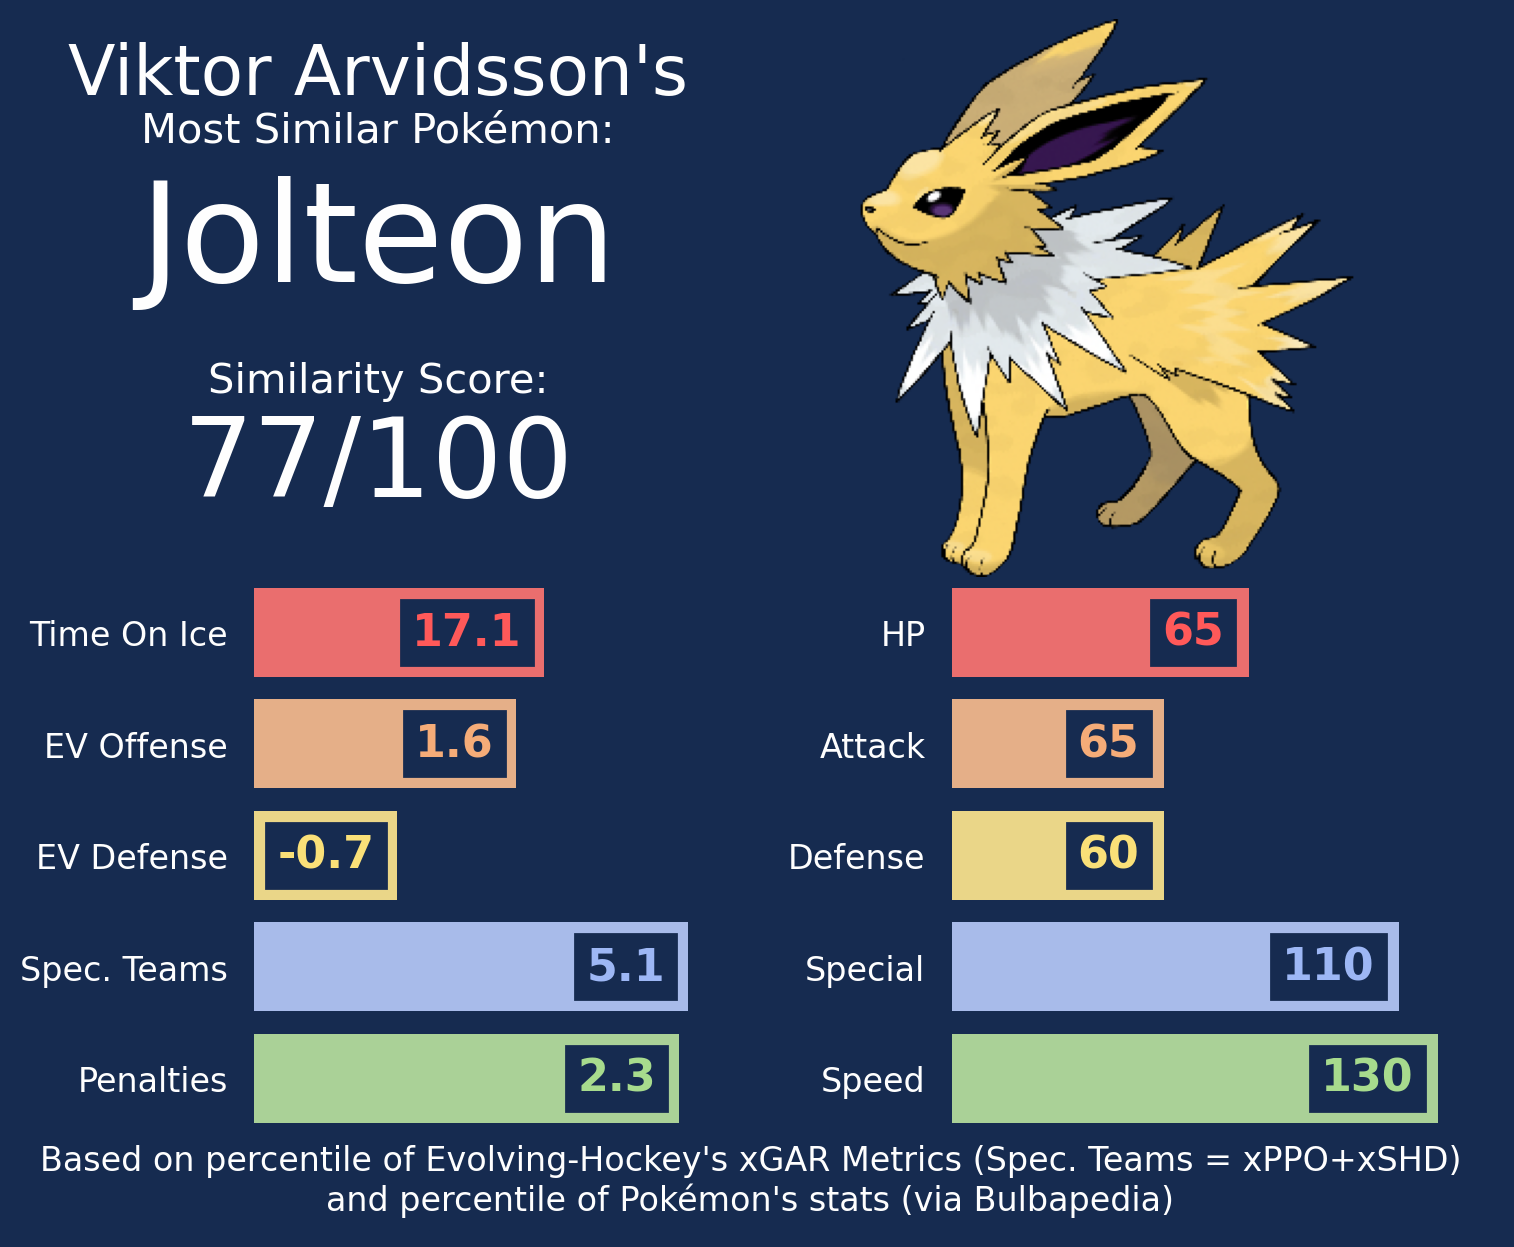 Viktor Arvidsson's
Most Similar Pokémon:
Jolteon
Similarity Score:
77/100
Time On Ice 17.1
EV Offense 1.6
EV Defense -0.7
Spec. Teams 5.1
Penalties 2.3
HP 65
Attack 65
Defense 60
Special 110
Speed 130
Based on percentile of Evolving-Hockey's xGAR Metrics (Spec. Teams = xPPO+xSHD)
and percentile of Pokémon's stats (via Bulbapedia)